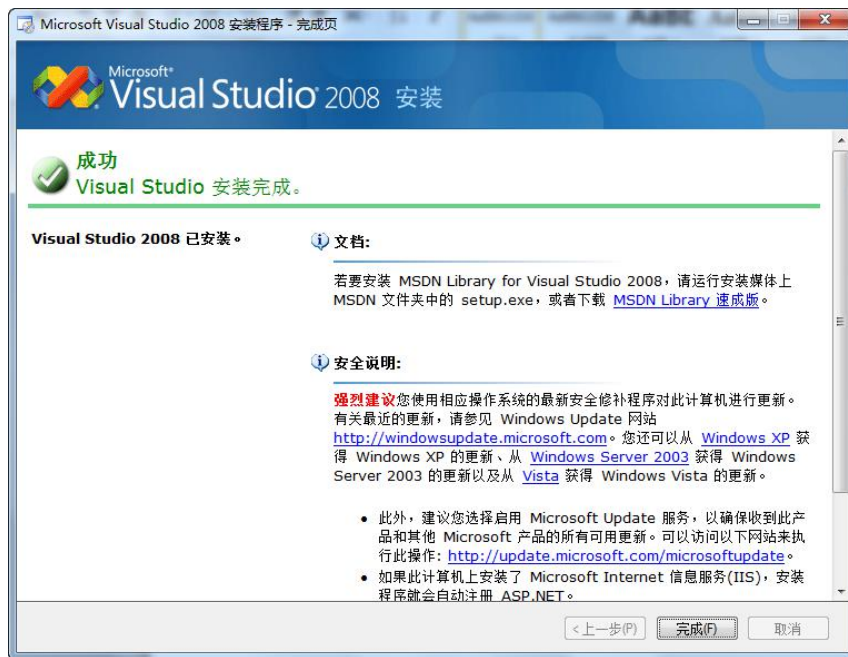 Microsoft Visual Studio 2008 安装程序 - 完成页
Microsoft®
Visual Studio® 2008 安装
成功
Visual Studio 安装完成。
Visual Studio 2008 已安装。
文档:
若要安装 MSDN Library for Visual Studio 2008，请运行安装媒体上
MSDN 文件夹中的 setup.exe，或者下载 MSDN Library 速成版。
安全说明:
强烈建议您使用相应操作系统的最新安全修补程序对此计算机进行更新。
有关最近的更新，请参见 Windows Update 网站
http://windowsupdate.microsoft.com。您还可以从 Windows XP 获
得 Windows XP 的更新、从 Windows Server 2003 获得 Windows
Server 2003 的更新以及从 Vista 获得 Windows Vista 的更新。
• 此外，建议您选择启用 Microsoft Update 服务，以确保收到此产
品和其他 Microsoft 产品的所有可用更新。可以访问以下网站来执
行此操作: http://update.microsoft.com/microsoftupdate。
• 如果此计算机上安装了 Microsoft Internet 信息服务(IIS)，安装
程序就会自动注册 ASP.NET。
<上一步(P)
完成(F)
取消